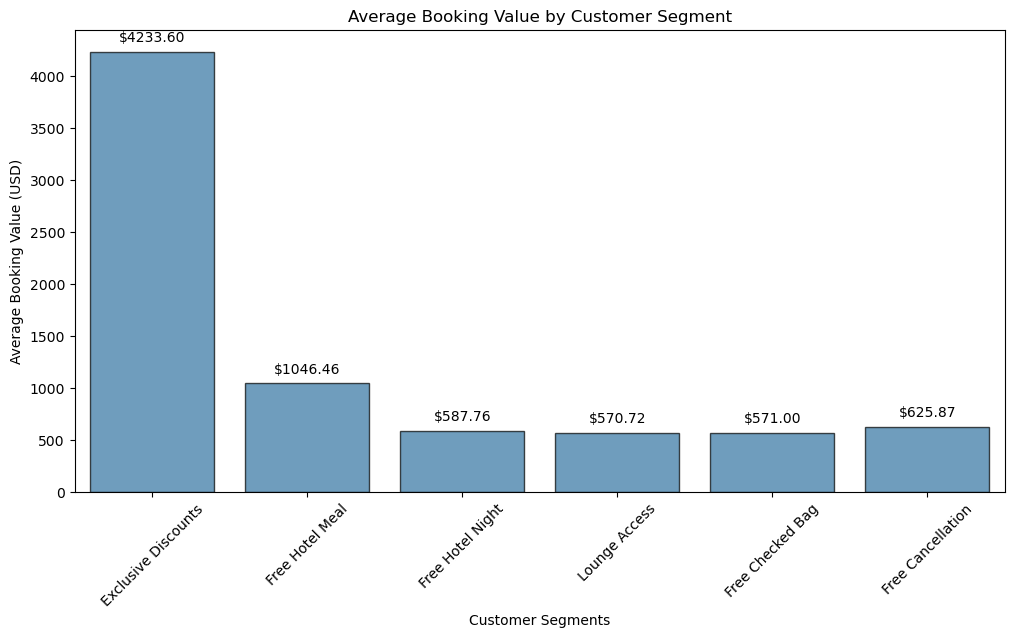 Average Booking Value by Customer Segment
$4233.60
$1046.46
$587.76
$570.72
$571.00
$625.87
Average Booking Value (USD)
4000
3500
3000
2500
2000
1500
1000
500
0
Exclusive Discounts
Free Hotel Meal
Free Hotel Night
Lounge Access
Free Checked Bag
Free Cancellation
Customer Segments